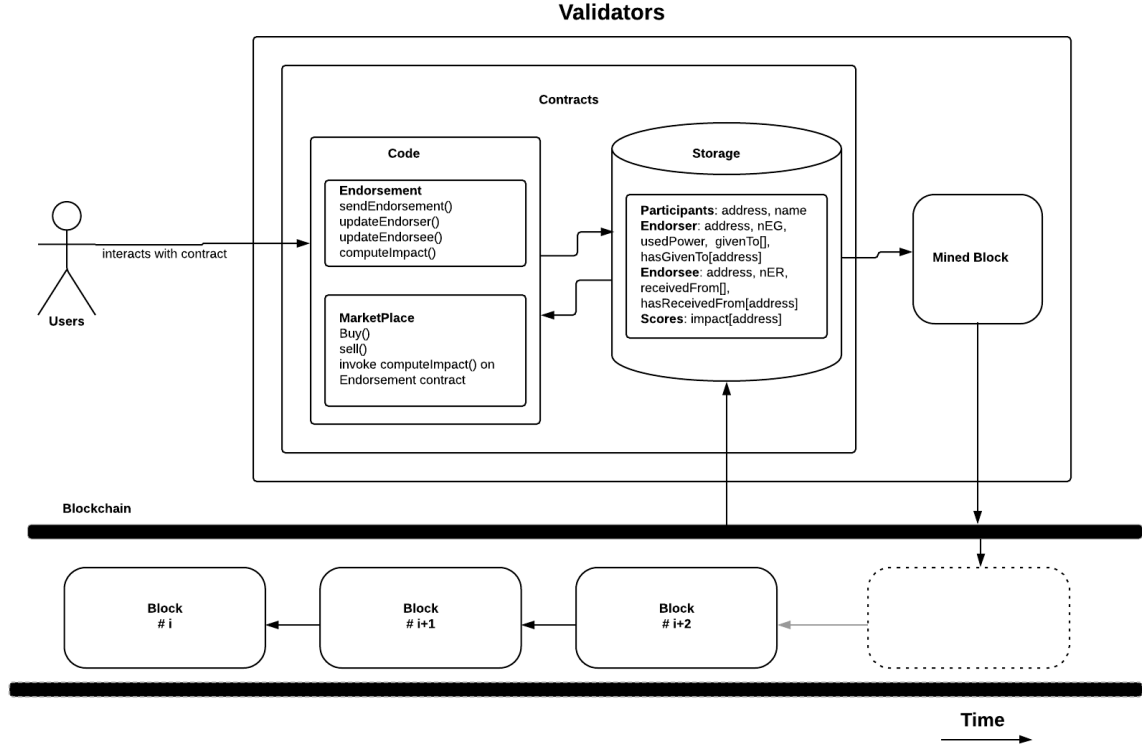 Validators
Contracts
Code
Endorsement
sendEndorsement()
updateEndorser()
updateEndorsee()
computeImpact()
MarketPlace
Buy()
sell()
invoke computeImpact() on
Endorsement contract
Storage
Participants: address, name
Endorser: address, nEG,
usedPower, givenTo[],
hasGivenTo[address]
Endorsee: address, nER,
receivedFrom[],
hasReceivedFrom[address]
Scores: impact[address]
Mined Block
interacts with contract
Users
Blockchain
Block
# i
Block
# i+1
Block
# i+2
Time